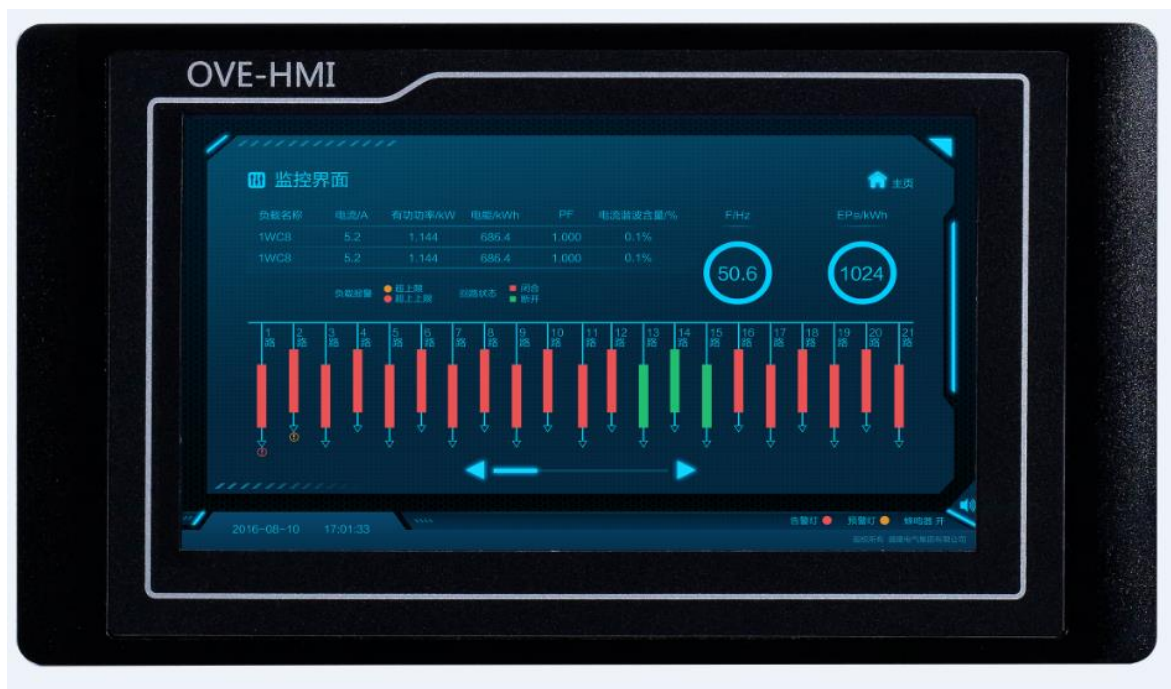 OVE-HMI
监控界面
主页
负载名称 电流/A 有功功率/kW 电能/kWh PF 电流谐波含量/% F/Hz EPs/kWh
1WC8 5.2 1.144 686.4 1.000 0.1%
1WC8 5.2 1.144 686.4 1.000 0.1%
50.6 1024
负载报警 超上限 回路状态 闭合
超上上限 断开
1路 2路 3路 4路 5路 6路 7路 8路 9路 10路 11路 12路 13路 14路 15路 16路 17路 18路 19路 20路 21路
2016-08-10 17:01:33 告警灯 预警灯 蜂鸣器 开
版权所有